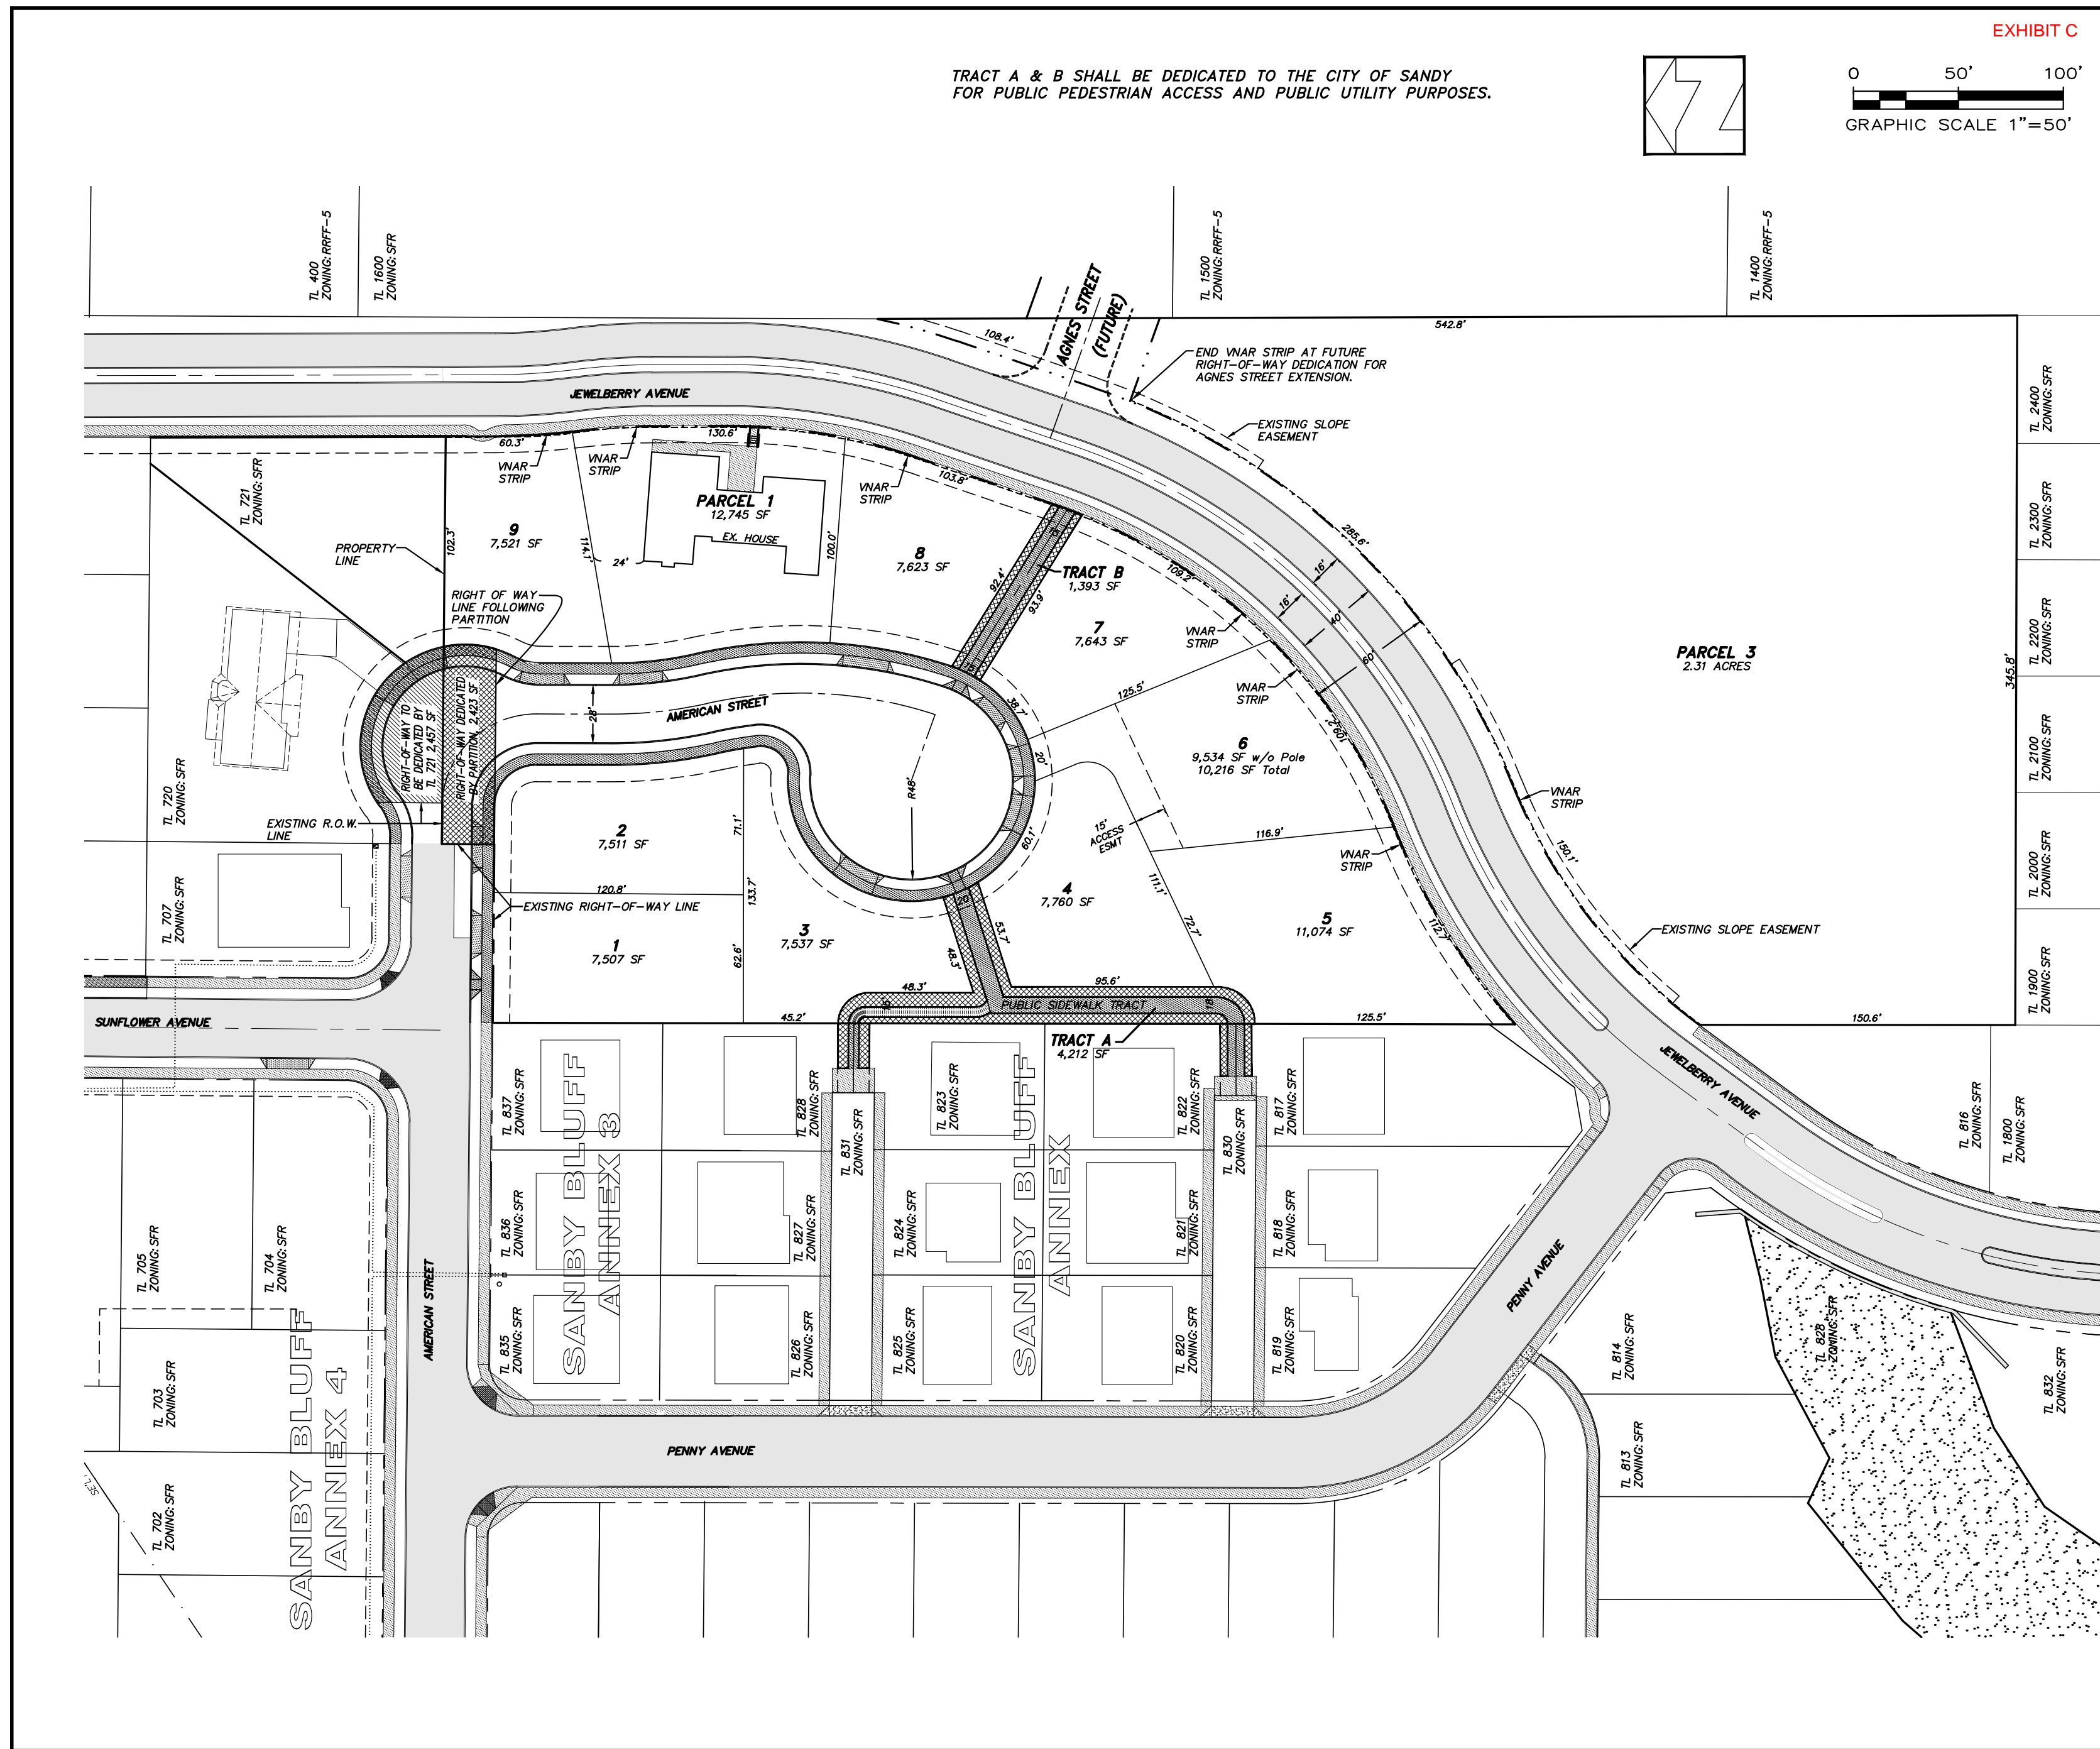 EXHIBIT C
TRACT A & B SHALL BE DEDICATED TO THE CITY OF SANDY
FOR PUBLIC PEDESTRIAN ACCESS AND PUBLIC UTILITY PURPOSES.
0 50' 100'
GRAPHIC SCALE 1"=50'
TL 400
ZONING: RRFF-5
TL 1600
ZONING: SFR
TL 1500
ZONING: RRFF-5
TL 1400
ZONING: RRFF-5
AGNES STREET
(FUTURE)
108.4'
542.8'
END VNAR STRIP AT FUTURE
RIGHT-OF-WAY DEDICATION FOR
AGNES STREET EXTENSION.
EXISTING SLOPE
EASEMENT
JEWELBERRY AVENUE
60.3'
130.6'
103.8'
VNAR
STRIP
VNAR
STRIP
VNAR
STRIP
TL 721
ZONING: SFR
PROPERTY
LINE
102.3'
9
7,521 SF
114.1'
24'
PARCEL 1
12,745 SF
EX. HOUSE
100.0'
8
7,623 SF
92.4'
15'
TRACT B
1,393 SF
93.9'
15'
109.2'
7
7,643 SF
VNAR
STRIP
16'
16'
40'
60'
285.6'
PARCEL 3
2.31 ACRES
345.8'
TL 2400
ZONING: SFR
TL 2300
ZONING: SFR
TL 2200
ZONING: SFR
TL 2100
ZONING: SFR
TL 2000
ZONING: SFR
TL 1900
ZONING: SFR
RIGHT OF WAY
LINE FOLLOWING
PARTITION
RIGHT-OF-WAY TO
BE DEDICATED BY
TL 721 2,457 SF
RIGHT-OF-WAY DEDICATED
BY PARTITION, 2,423 SF
28'
AMERICAN STREET
R48'
38.7'
20'
60.1'
125.5'
VNAR
STRIP
109.2'
6
9,534 SF w/o Pole
10,216 SF Total
15'
ACCESS
ESMT
116.9'
VNAR
STRIP
VNAR
STRIP
150.1'
TL 720
ZONING: SFR
EXISTING R.O.W.
LINE
2
7,511 SF
71.1'
120.8'
133.7'
EXISTING RIGHT-OF-WAY LINE
TL 707
ZONING: SFR
1
7,507 SF
62.6'
3
7,537 SF
20'
48.3'
53.7'
4
7,760 SF
111.1'
72.7'
5
11,074 SF
112.7'
EXISTING SLOPE EASEMENT
48.3'
15'
95.6'
18'
PUBLIC SIDEWALK TRACT
45.2'
125.5'
150.6'
TRACT A
4,212 SF
SUNFLOWER AVENUE
JEWELBERRY AVENUE
TL 837
ZONING: SFR
TL 828
ZONING: SFR
TL 831
ZONING: SFR
TL 823
ZONING: SFR
TL 822
ZONING: SFR
TL 830
ZONING: SFR
TL 817
ZONING: SFR
TL 816
ZONING: SFR
TL 1800
ZONING: SFR
SANBY BLUFF
ANNEX 3
SANBY BLUFF
ANNEX
TL 836
ZONING: SFR
TL 827
ZONING: SFR
TL 824
ZONING: SFR
TL 821
ZONING: SFR
TL 818
ZONING: SFR
TL 705
ZONING: SFR
TL 704
ZONING: SFR
AMERICAN STREET
TL 835
ZONING: SFR
TL 826
ZONING: SFR
TL 825
ZONING: SFR
TL 820
ZONING: SFR
TL 819
ZONING: SFR
PENNY AVENUE
TL 814
ZONING: SFR
TL 828
ZONING: SFR
TL 832
ZONING: SFR
TL 703
ZONING: SFR
SANBY BLUFF
ANNEX 4
PENNY AVENUE
TL 813
ZONING: SFR
TL 702
ZONING: SFR